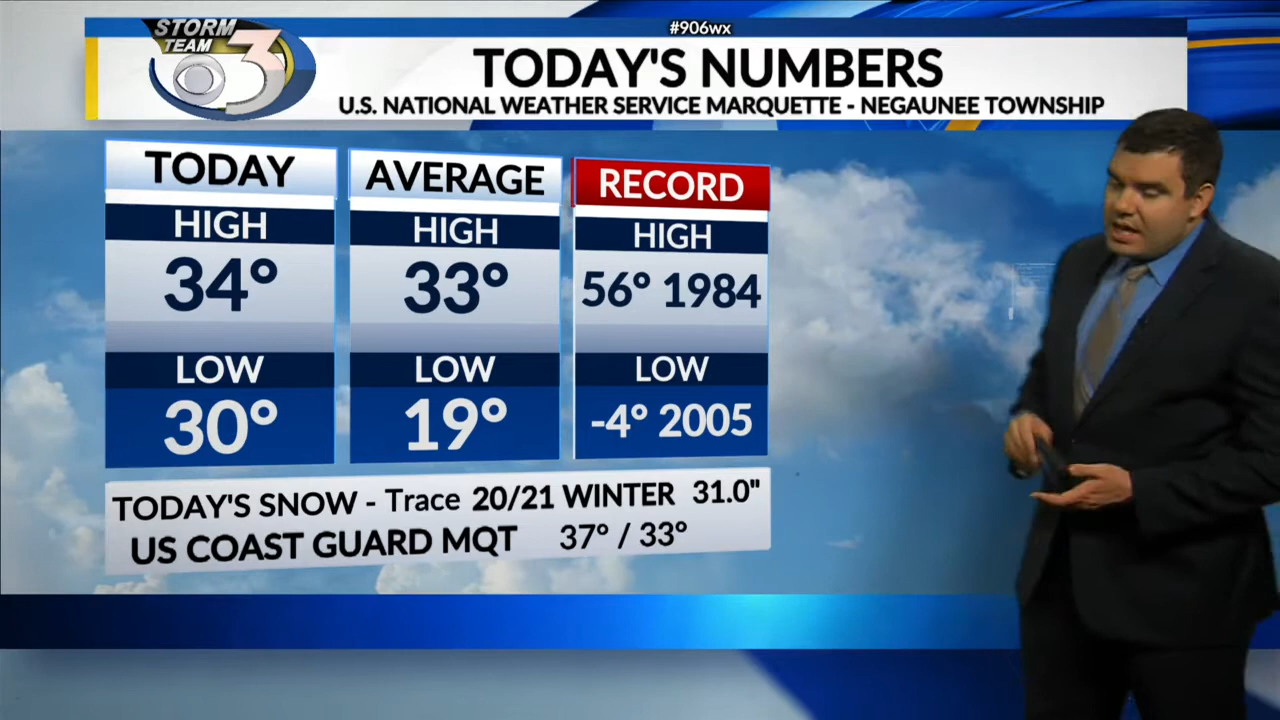 STORM
TEAM
3
#906wx
TODAY'S NUMBERS
U.S. NATIONAL WEATHER SERVICE MARQUETTE - NEGAUNEE TOWNSHIP
TODAY
HIGH
34°
LOW
30°
AVERAGE
HIGH
33°
LOW
19°
RECORD
HIGH
56° 1984
LOW
-4° 2005
TODAY'S SNOW - Trace 20/21 WINTER 31.0"
US COAST GUARD MQT 37° / 33°